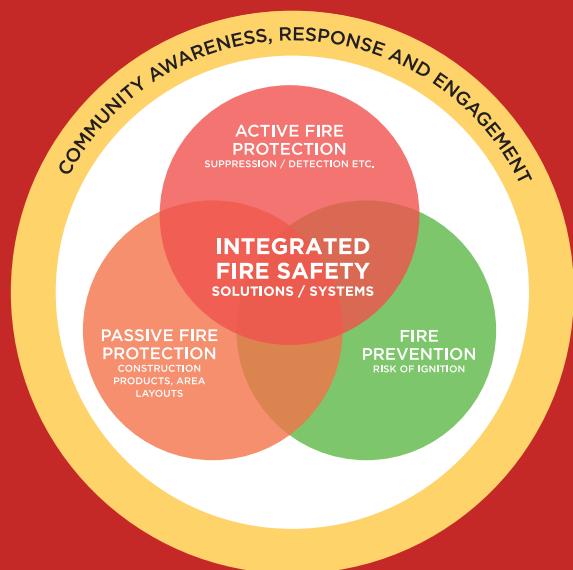 COMMUNITY AWARENESS, RESPONSE AND ENGAGEMENT
ACTIVE FIRE
PROTECTION
SUPPRESSION / DETECTION ETC.
INTEGRATED
FIRE SAFETY
SOLUTIONS / SYSTEMS
PASSIVE FIRE
PROTECTION
CONSTRUCTION
PRODUCTS, AREA
LAYOUTS
FIRE
PREVENTION
RISK OF IGNITION